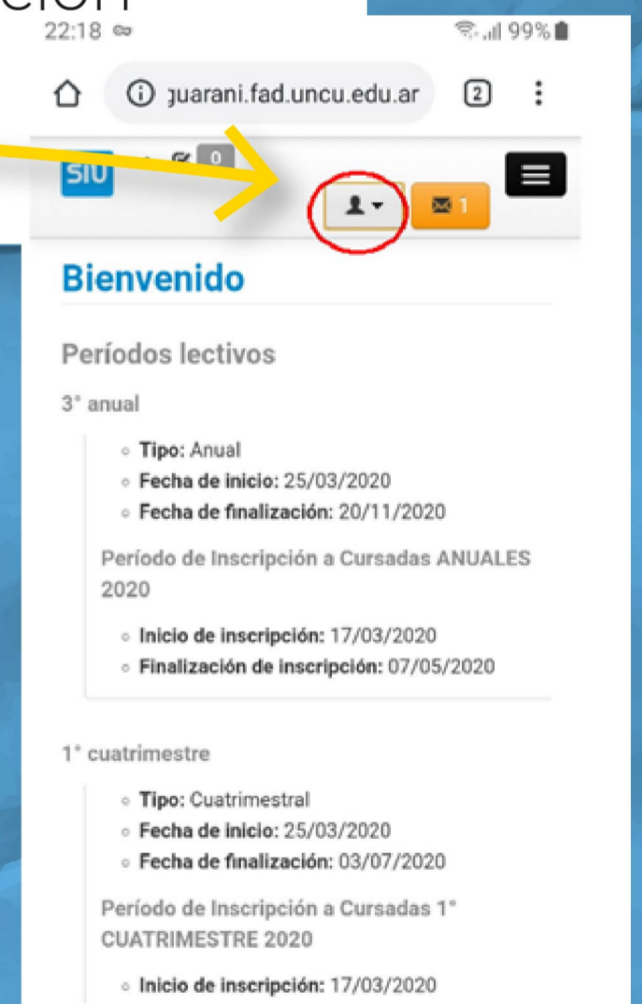 22:18 99%
guarani.fad.uncu.edu.ar 2
SIU 0
1
Bienvenido
Períodos lectivos
3° anual
Tipo: Anual
Fecha de inicio: 25/03/2020
Fecha de finalización: 20/11/2020
Período de Inscripción a Cursadas ANUALES
2020
Inicio de inscripción: 17/03/2020
Finalización de inscripción: 07/05/2020
1° cuatrimestre
Tipo: Cuatrimestral
Fecha de inicio: 25/03/2020
Fecha de finalización: 03/07/2020
Período de Inscripción a Cursadas 1°
CUATRIMESTRE 2020
Inicio de inscripción: 17/03/2020